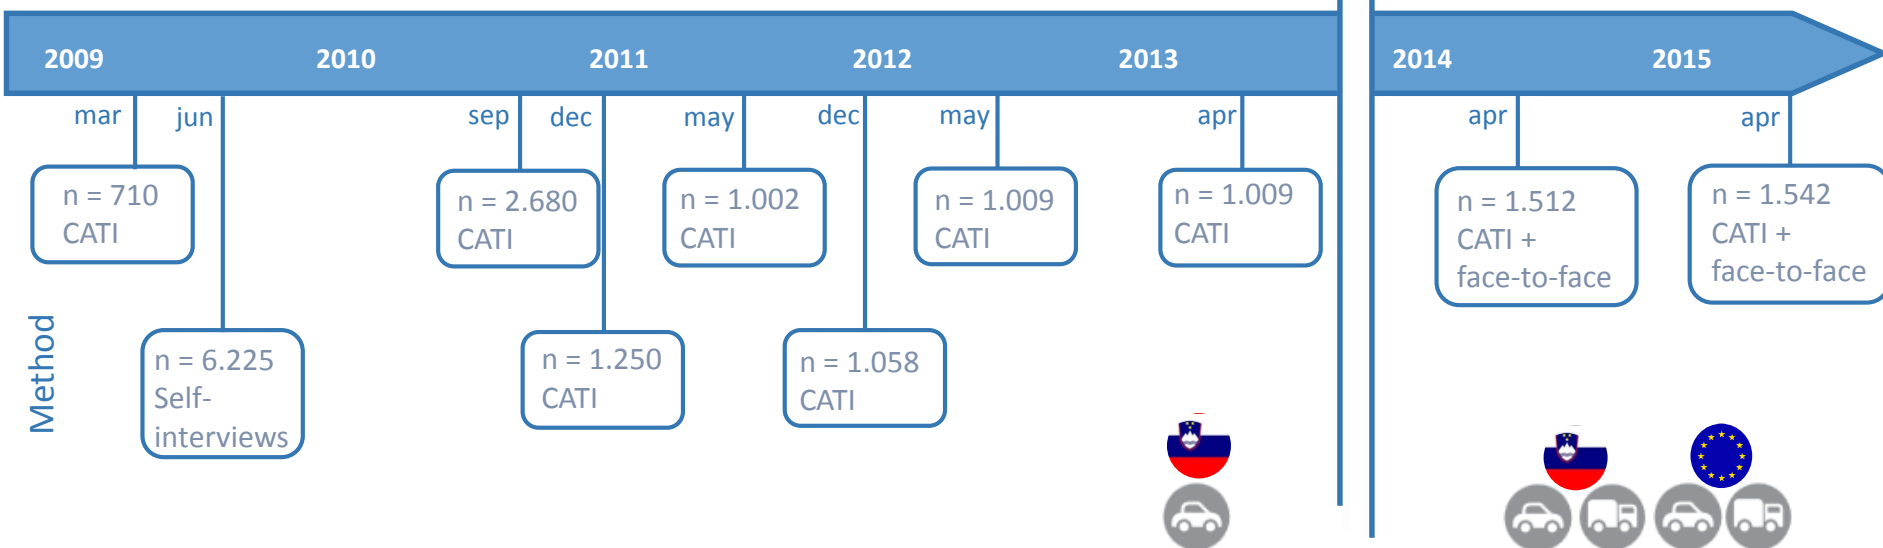 2009 2010 2011 2012 2013 2014 2015
mar jun sep dec may dec may apr apr apr
n = 710
CATI
n = 2.680
CATI
n = 1.002
CATI
n = 1.009
CATI
n = 1.009
CATI
n = 1.512
CATI +
face-to-face
n = 1.542
CATI +
face-to-face
Method
n = 6.225
Self-
interviews
n = 1.250
CATI
n = 1.058
CATI